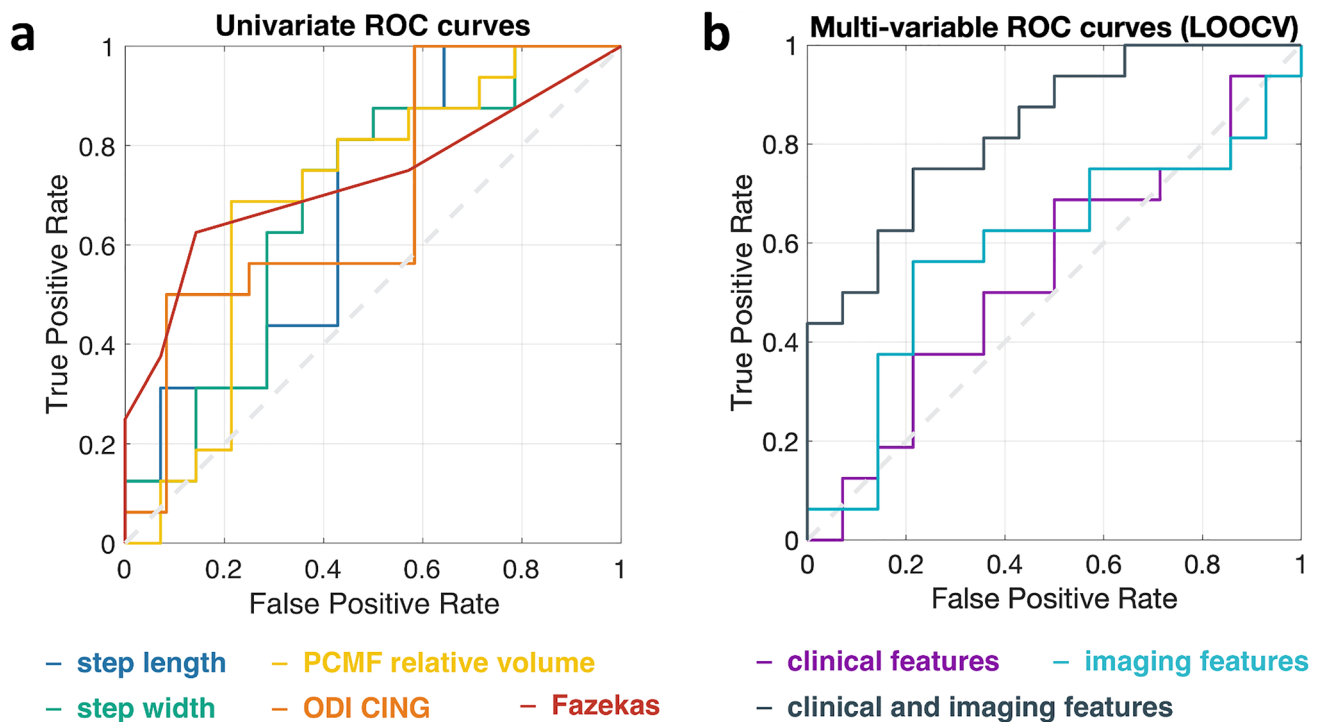 a
Univariate ROC curves
1
0.8
0.6
0.4
0.2
0
True Positive Rate
0 0.2 0.4 0.6 0.8 1
False Positive Rate
– step length – PCMF relative volume
– step width – ODI CING – Fazekas
b
Multi-variable ROC curves (LOOCV)
1
0.8
0.6
0.4
0.2
0
True Positive Rate
0 0.2 0.4 0.6 0.8 1
False Positive Rate
– clinical features – imaging features
– clinical and imaging features